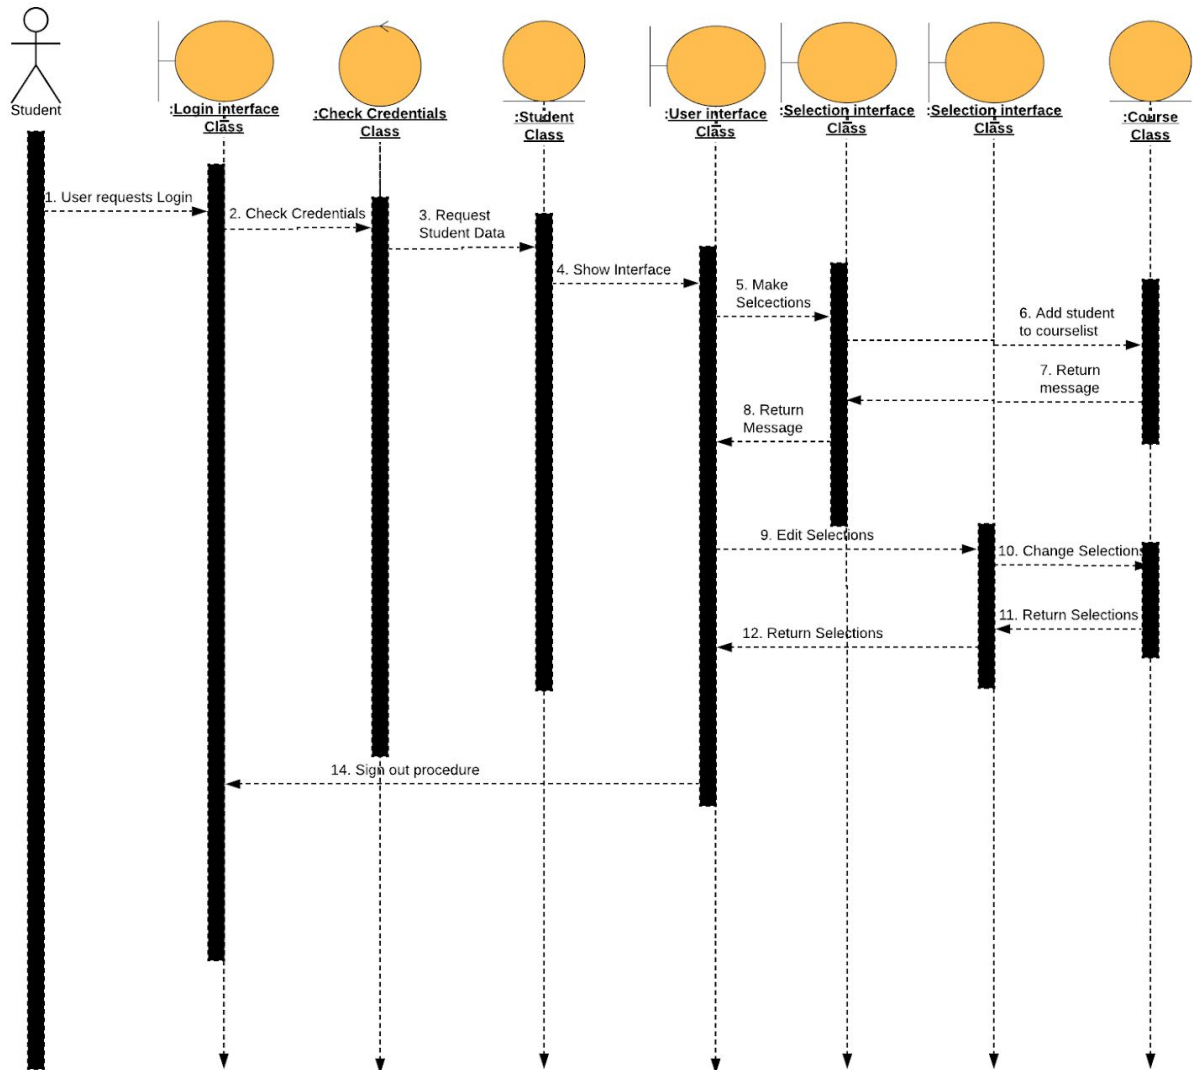 Student
:Login interface
Class
:Check Credentials
Class
:Student
Class
:User interface
Class
:Selection interface
Class
:Selection interface
Class
:Course
Class
1. User requests Login
2. Check Credentials
3. Request
Student Data
4. Show Interface
5. Make
Selcections
6. Add student
to courselist
7. Return
message
8. Return
Message
9. Edit Selections
10. Change Selections
11. Return Selections
12. Return Selections
14. Sign out procedure